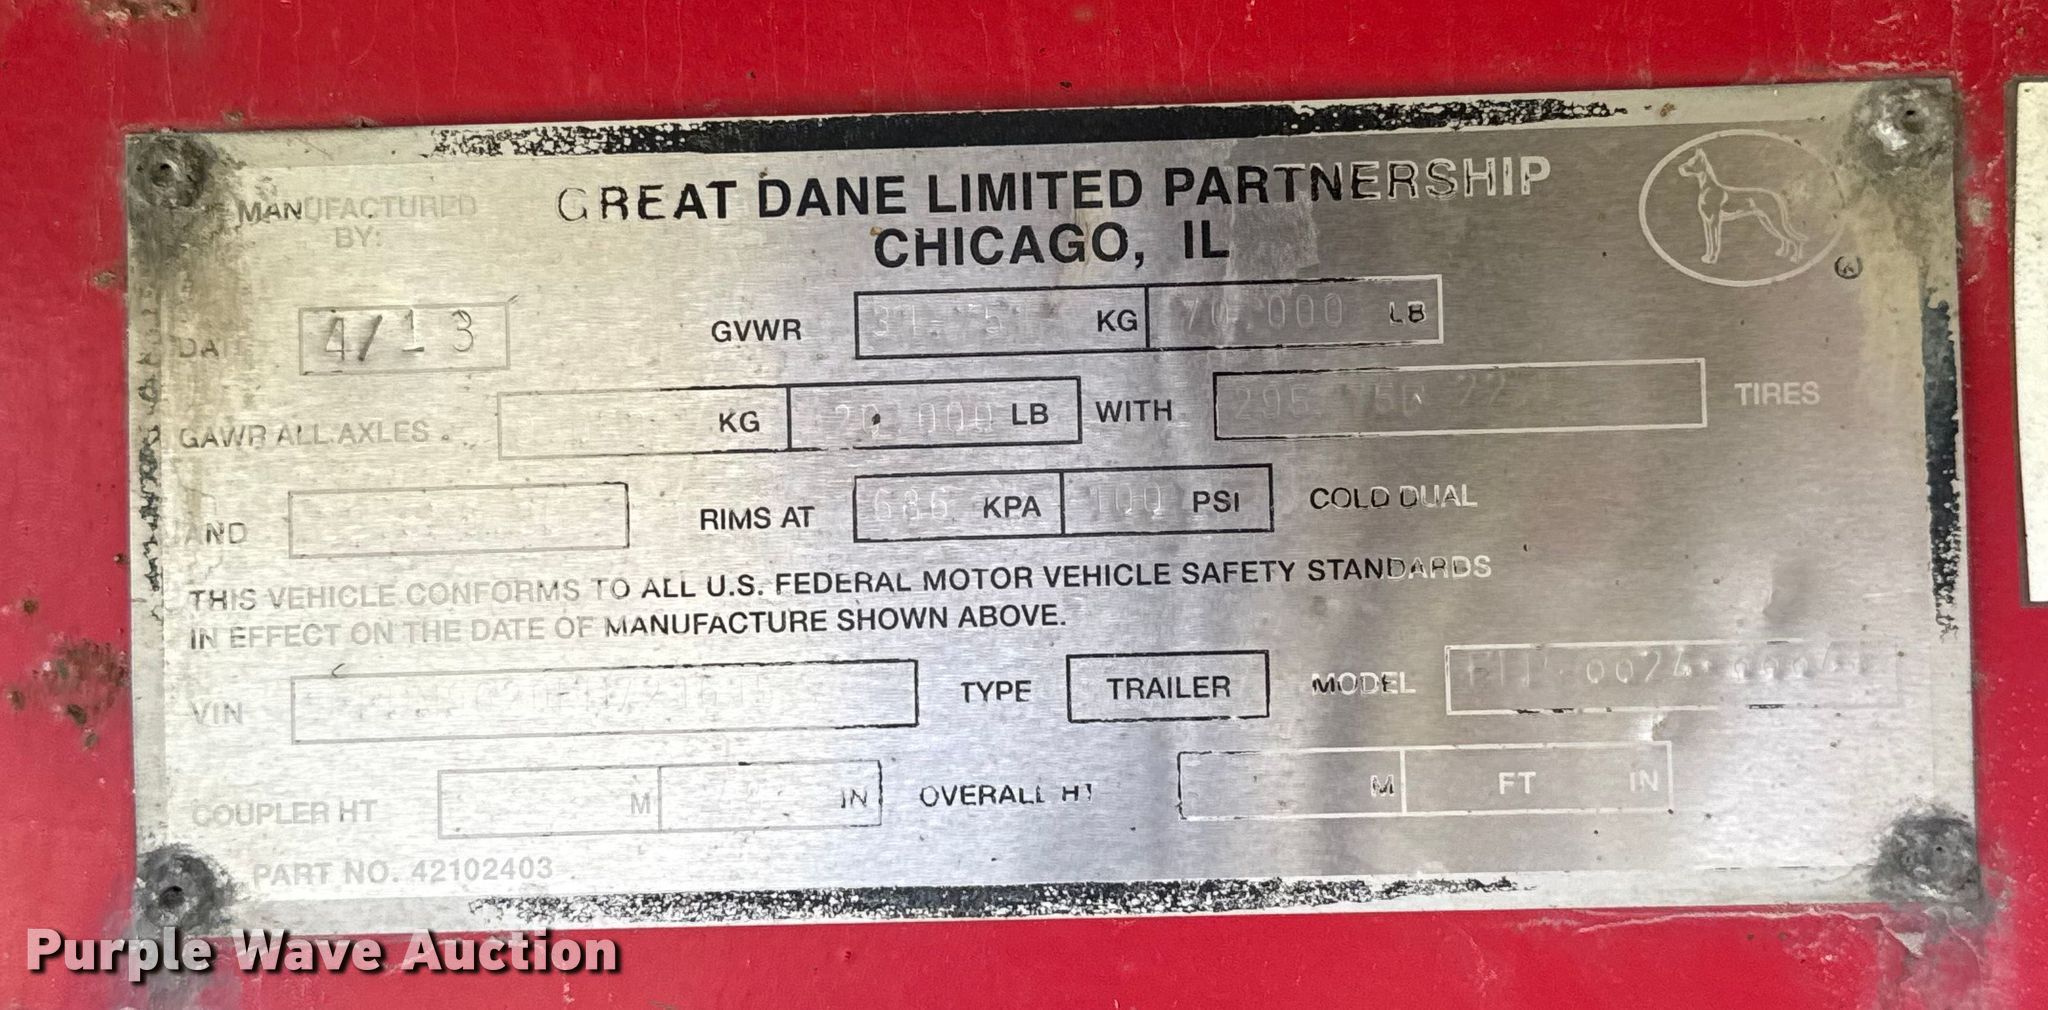 MANUFACTURED BY: GREAT DANE LIMITED PARTNERSHIP
CHICAGO, IL
DATE 4/13 GVWR KG 70,000 LB
GAWR ALL AXLES KG 20,000 LB WITH TIRES
AND RIMS AT 686 KPA 100 PSI COLD DUAL
THIS VEHICLE CONFORMS TO ALL U.S. FEDERAL MOTOR VEHICLE SAFETY STANDARDS
IN EFFECT ON THE DATE OF MANUFACTURE SHOWN ABOVE.
VIN TYPE TRAILER MODEL
COUPLER HT M IN OVERALL HT M FT IN
PART NO. 42102403
Purple Wave Auction